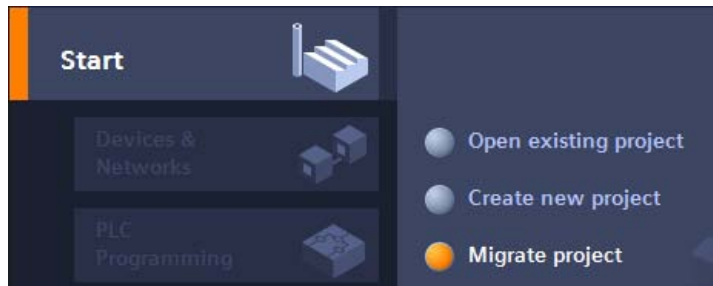 Start
Devices &
Networks
PLC
Programming
Open existing project
Create new project
Migrate project